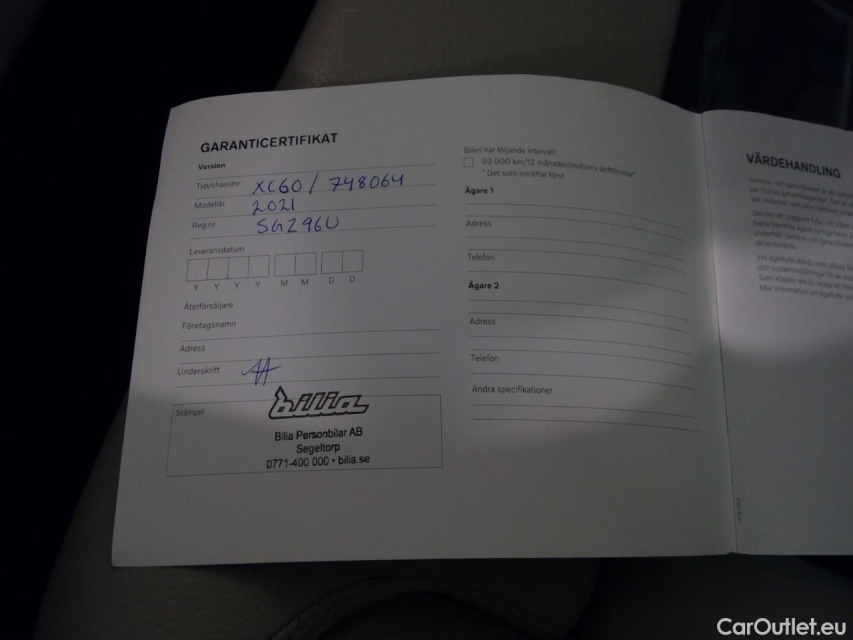 GARANTICERTIFIKAT
Version
Typ/chassinr XC60 / 748064
Modellår 2021
Reg.nr SGZ96U
Leveransdatum
Y Y Y Y M M D D
Återförsäljare
Företagsnamn
Adress
Underskrift
Stämpel
bilia
Bilia Personbilar AB
Segeltorp
0771-400 000 • bilia.se
Bilen har följande intervall:
30 000 km/12 månader/motorns drifttimmar*
* Det som inträffar först
Ägare 1
Adress
Telefon
Ägare 2
Adress
Telefon
Andra specifikationer
VÄRDEHANDLING
CarOutlet.eu